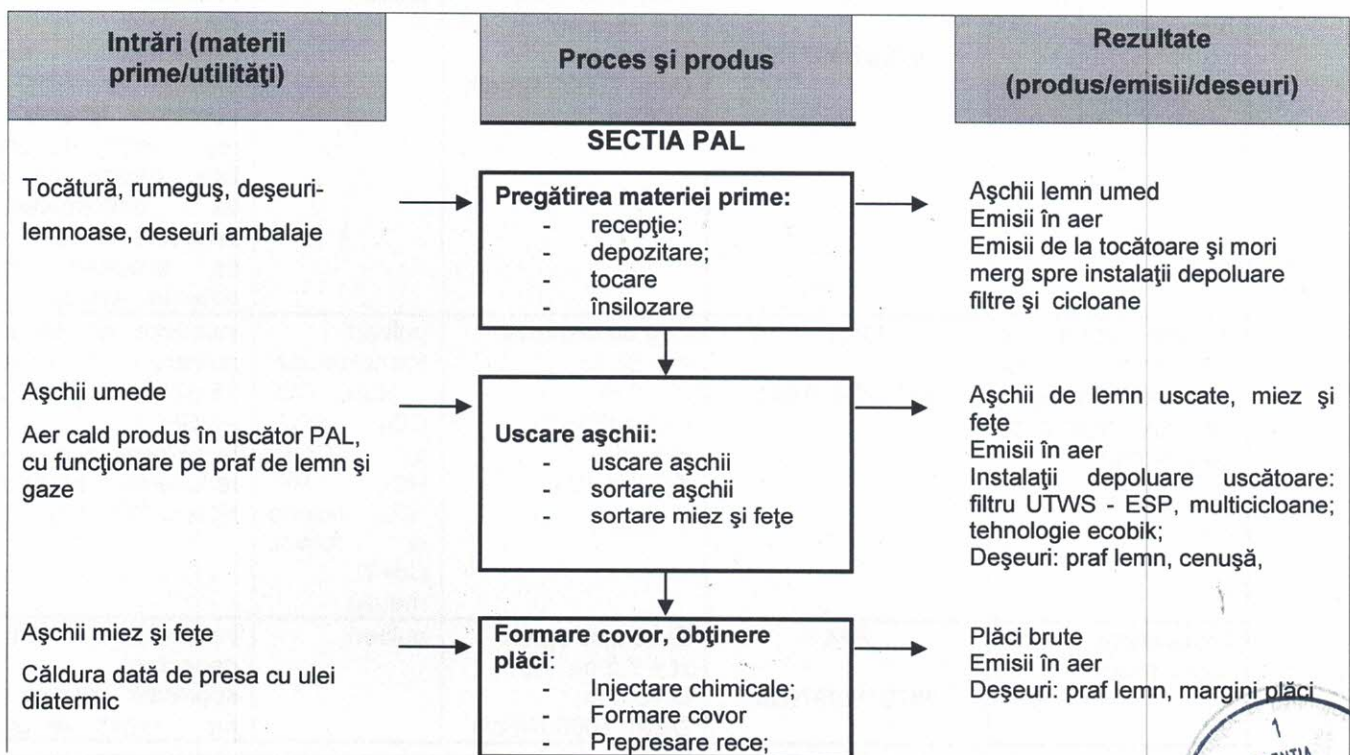 Intrări (materii
prime/utilităţi)
Proces şi produs
Rezultate
(produs/emisii/deseuri)
SECTIA PAL
Tocătură, rumeguş, deşeuri-
lemnoase, deseuri ambalaje
Pregătirea materiei prime:
- recepţie;
- depozitare;
- tocare
- însilozare
Aşchii lemn umed
Emisii în aer
Emisii de la tocătoare şi mori
merg spre instalaţii depoluare
filtre şi cicloane
Aşchii umede
Aer cald produs în uscător PAL,
cu funcţionare pe praf de lemn şi
gaze
Uscare aşchii:
- uscare aşchii
- sortare aşchii
- sortare miez şi feţe
Aşchii de lemn uscate, miez şi
feţe
Emisii în aer
Instalaţii depoluare uscătoare:
filtru UTWS - ESP, multicicloane;
tehnologie ecobik;
Deşeuri: praf lemn, cenuşă,
Aşchii miez şi feţe
Căldura dată de presa cu ulei
diatermic
Formare covor, obţinere
plăci:
- Injectare chimicale;
- Formare covor
- Prepresare rece;
Plăci brute
Emisii în aer
Deşeuri: praf lemn, margini plăci